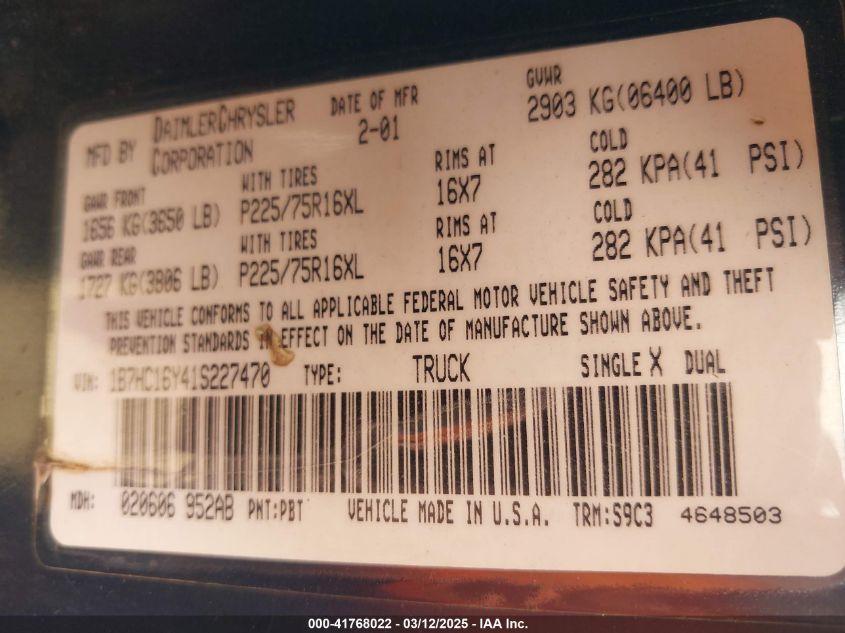 MFD BY DAIMLERCHRYSLER CORPORATION DATE OF MFR 2-01 GVWR 2903 KG(06400 LB)
GAWR FRONT WITH TIRES RIMS AT COLD
1656 KG(3650 LB) P225/75R16XL 16X7 282 KPA(41 PSI)
GAWR REAR WITH TIRES RIMS AT COLD
1727 KG(3806 LB) P225/75R16XL 16X7 282 KPA(41 PSI)
THIS VEHICLE CONFORMS TO ALL APPLICABLE FEDERAL MOTOR VEHICLE SAFETY AND THEFT
PREVENTION STANDARDS IN EFFECT ON THE DATE OF MANUFACTURE SHOWN ABOVE.
VIN: 1B7HC16Y41S227470 TYPE: TRUCK SINGLE X DUAL
MDH: 020606 952AB PNT:PBT VEHICLE MADE IN U.S.A. TRM:S9C3 4648503
000-41768022 - 03/12/2025 - IAA Inc.